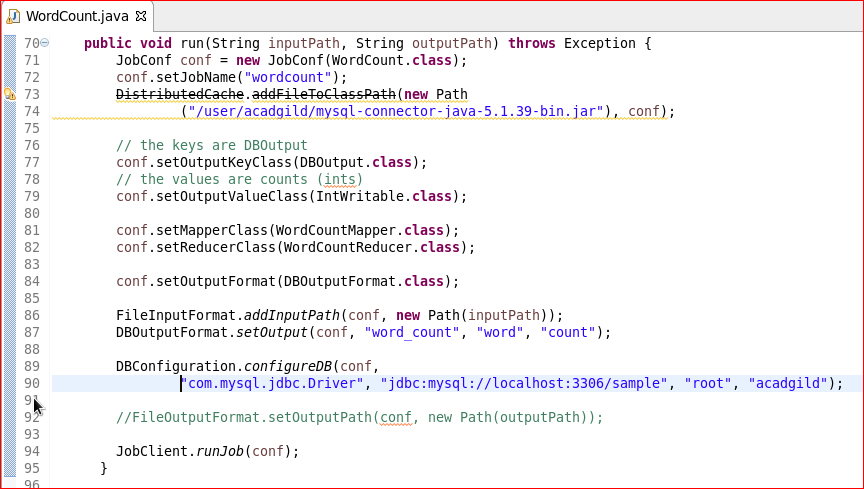 WordCount.java
70 public void run(String inputPath, String outputPath) throws Exception {
71 JobConf conf = new JobConf(WordCount.class);
72 conf.setJobName("wordcount");
73 DistributedCache.addFileToClassPath(new Path
74 ("/user/acadgild/mysql-connector-java-5.1.39-bin.jar"), conf);
75
76 // the keys are DBOutput
77 conf.setOutputKeyClass(DBOutput.class);
78 // the values are counts (ints)
79 conf.setOutputValueClass(IntWritable.class);
80
81 conf.setMapperClass(WordCountMapper.class);
82 conf.setReducerClass(WordCountReducer.class);
83
84 conf.setOutputFormat(DBOutputFormat.class);
85
86 FileInputFormat.addInputPath(conf, new Path(inputPath));
87 DBOutputFormat.setOutput(conf, "word_count", "word", "count");
88
89 DBConfiguration.configureDB(conf,
90 "com.mysql.jdbc.Driver", "jdbc:mysql://localhost:3306/sample", "root", "acadgild");
91
92 //FileOutputFormat.setOutputPath(conf, new Path(outputPath));
93
94 JobClient.runJob(conf);
95 }
96